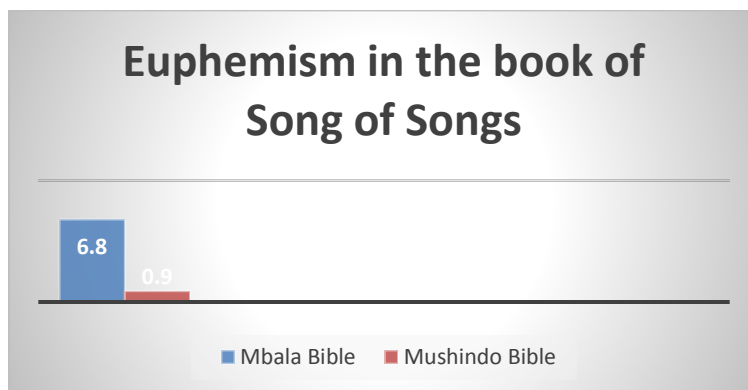 Euphemism in the book of
Song of Songs
6.8
0.9
Mbala Bible
Mushindo Bible